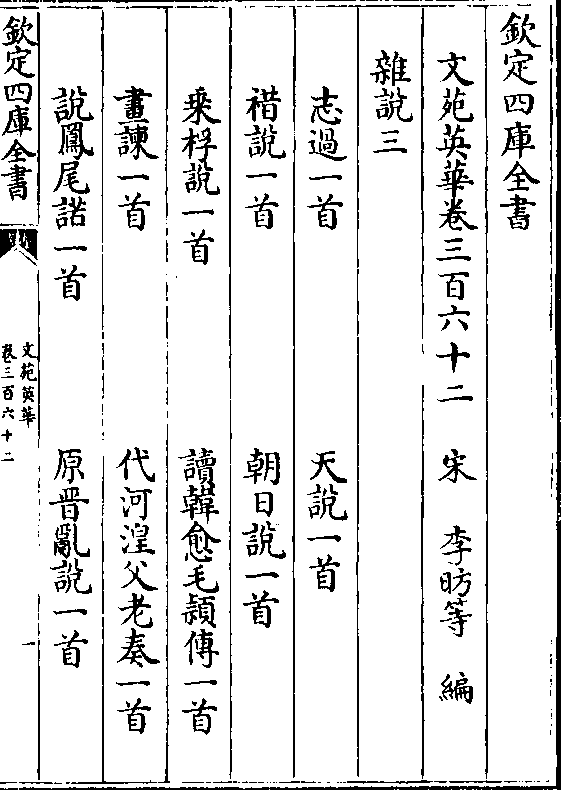 欽定四庫全書
文苑英華卷三百六十二 宋 李昉等 編
雜說三
志過一首 天說一首
䄍說一首 朝日說一首
乘桴說一首 讀韓愈毛穎傳一首
畫諫一首 代河湟父老奏一首
說鳳尾諾一首 原晉亂說一首
欽定四庫全書
文苑英華
卷三百六十二
一